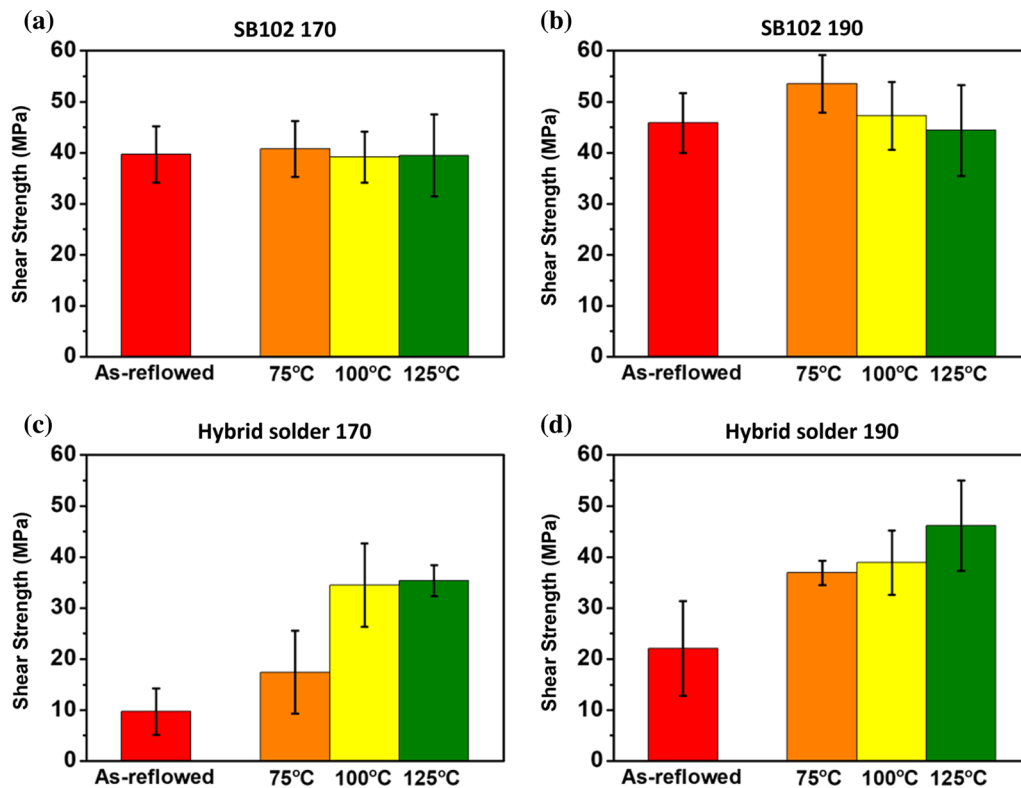 (a)
SB102 170
Shear Strength (MPa)
60
50
40
30
20
10
0
As-reflowed 75°C 100°C 125°C
(b)
SB102 190
Shear Strength (MPa)
60
50
40
30
20
10
0
As-reflowed 75°C 100°C 125°C
(c)
Hybrid solder 170
Shear Strength (MPa)
60
50
40
30
20
10
0
As-reflowed 75°C 100°C 125°C
(d)
Hybrid solder 190
Shear Strength (MPa)
60
50
40
30
20
10
0
As-reflowed 75°C 100°C 125°C